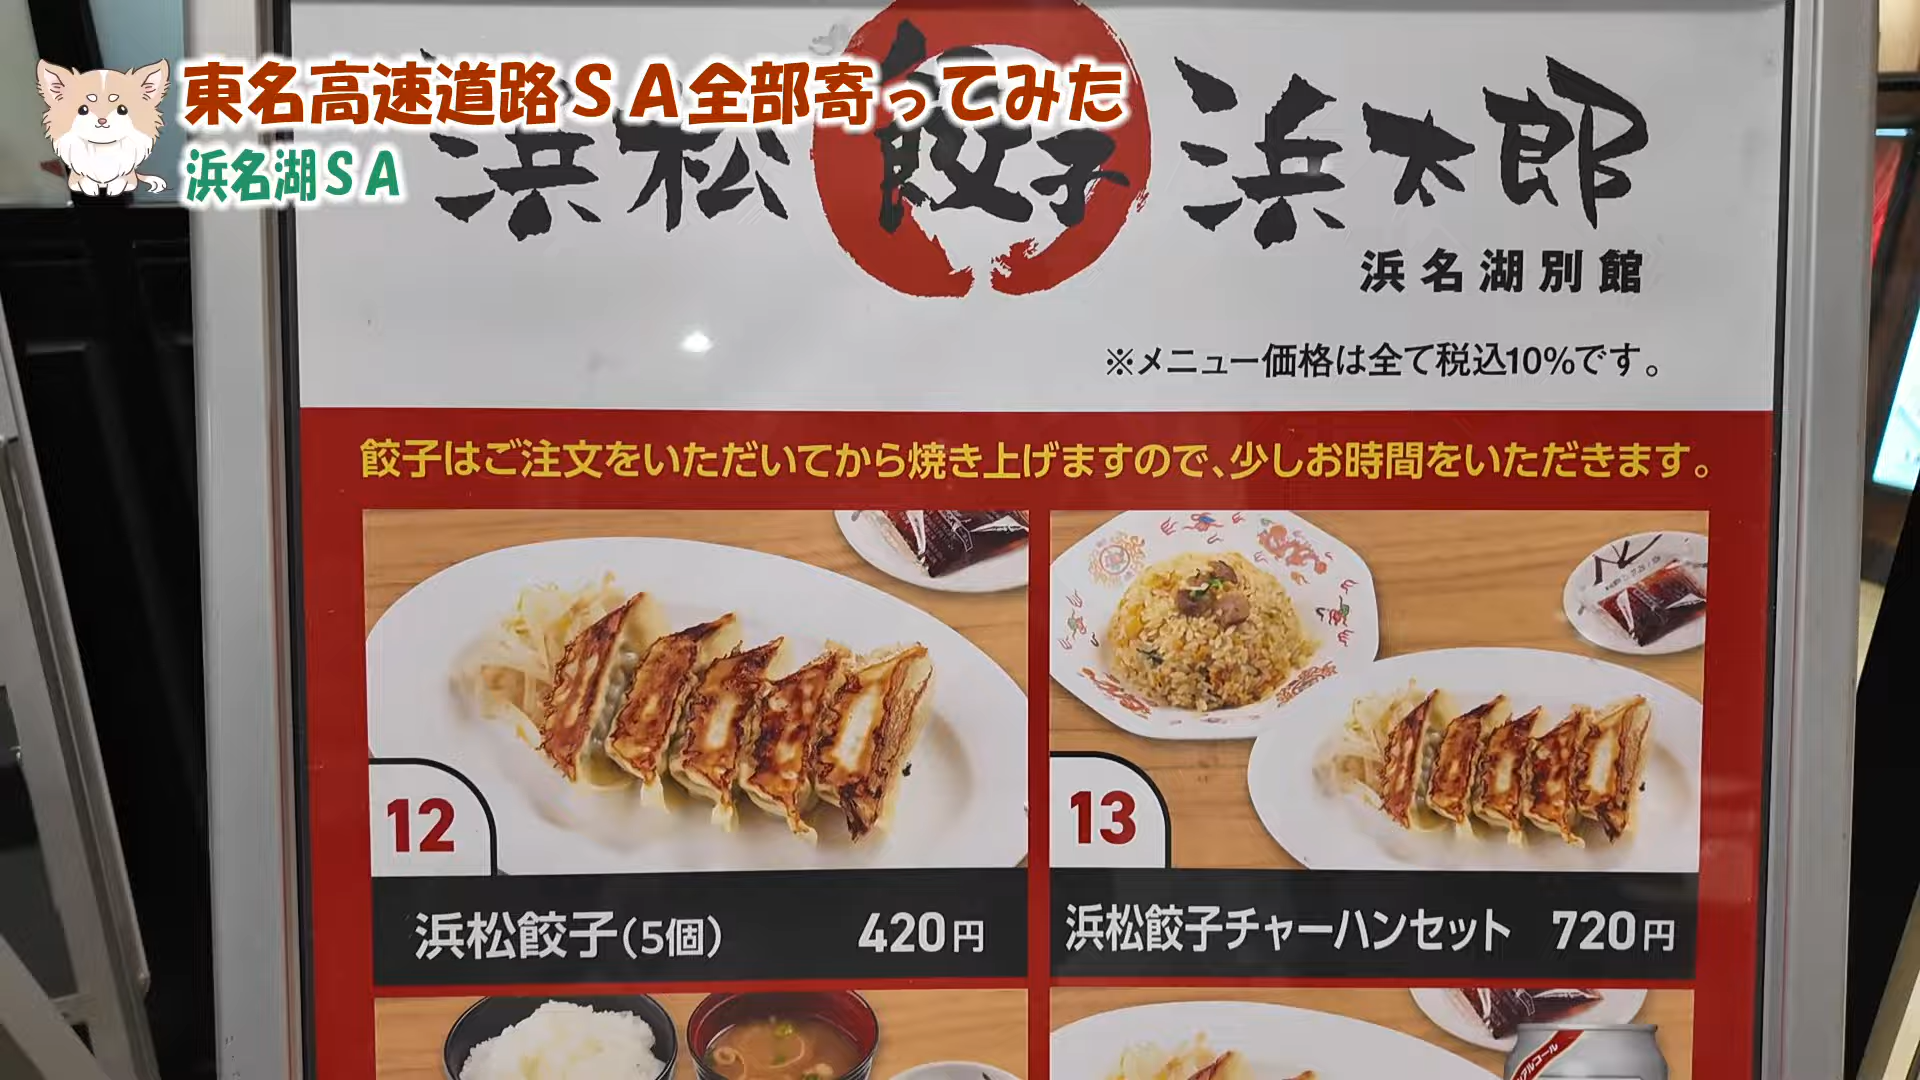 東名高速道路ＳＡ全部寄ってみた
浜名湖ＳＡ
浜松餃子浜太郎
浜名湖別館
※メニュー価格は全て税込10%です。
餃子はご注文をいただいてから焼き上げますので、少しお時間をいただきます。
12
浜松餃子(5個) 420円
13
浜松餃子チャーハンセット 720円